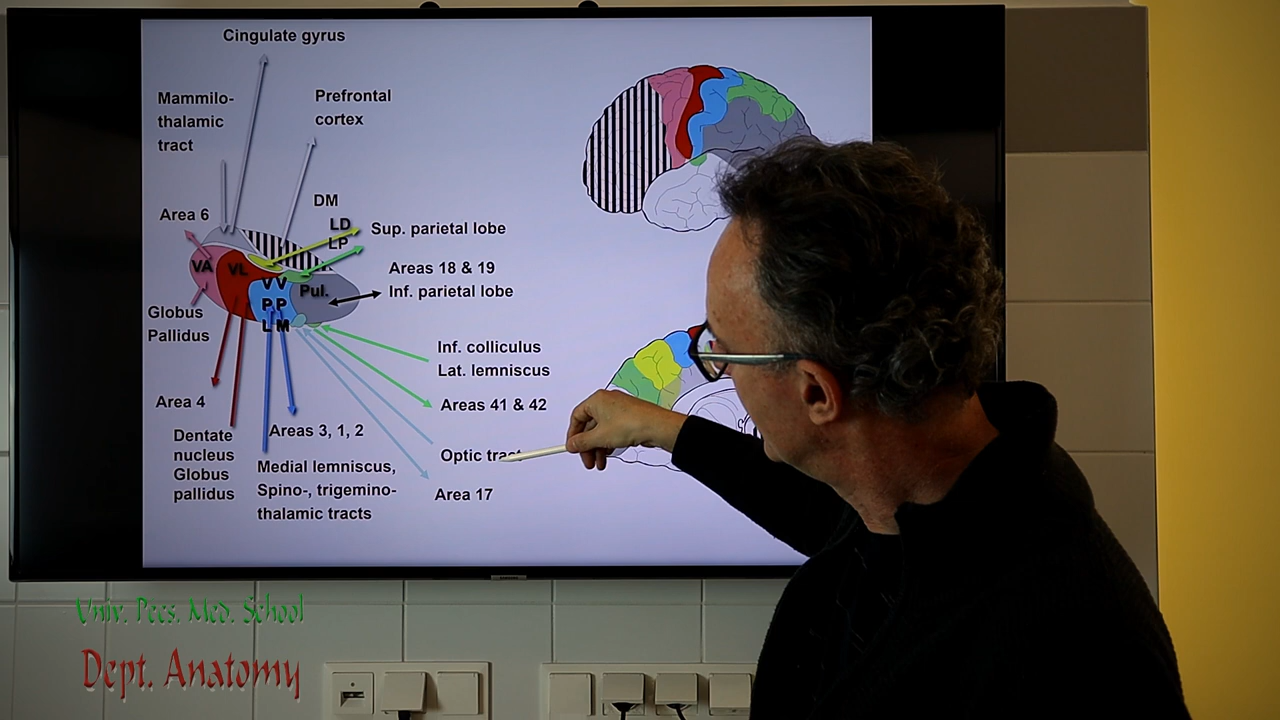 Cingulate gyrus
Mammilo-
thalamic
tract
Prefrontal
cortex
Area 6
DM
LD
LP
Sup. parietal lobe
VA
VL
V V
P P
L M
Pul.
Areas 18 & 19
Inf. parietal lobe
Globus
Pallidus
Inf. colliculus
Lat. lemniscus
Area 4
Areas 41 & 42
Dentate
nucleus
Globus
pallidus
Areas 3, 1, 2
Medial lemniscus,
Spino-, trigemino-
thalamic tracts
Optic tract
Area 17
SAMSUNG
Univ. Pecs. Med. School
Dept. Anatomy